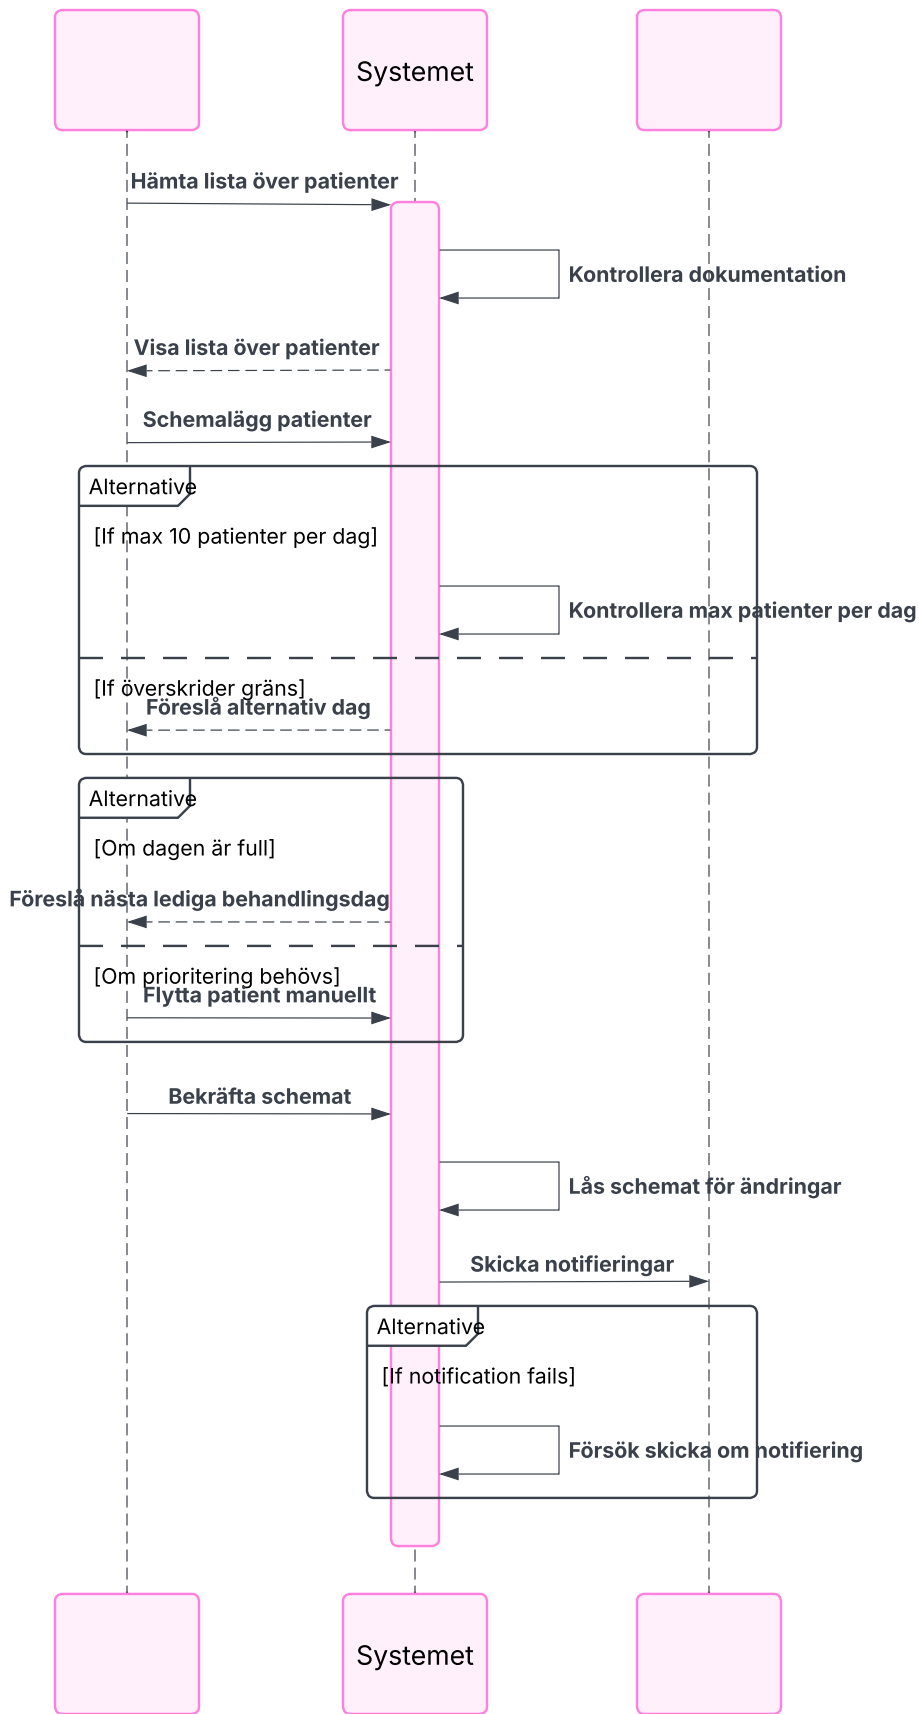 Systemet
Hämta lista över patienter
Kontrollera dokumentation
Visa lista över patienter
Schemalägg patienter
Alternative
[If max 10 patienter per dag]
Kontrollera max patienter per dag
[If överskrider gräns]
Föreslå alternativ dag
Alternative
[Om dagen är full]
Föreslå nästa lediga behandlingsdag
[Om prioritering behövs]
Flytta patient manuellt
Bekräfta schemat
Lås schemat för ändringar
Skicka notifieringar
Alternative
[If notification fails]
Försök skicka om notifiering
Systemet